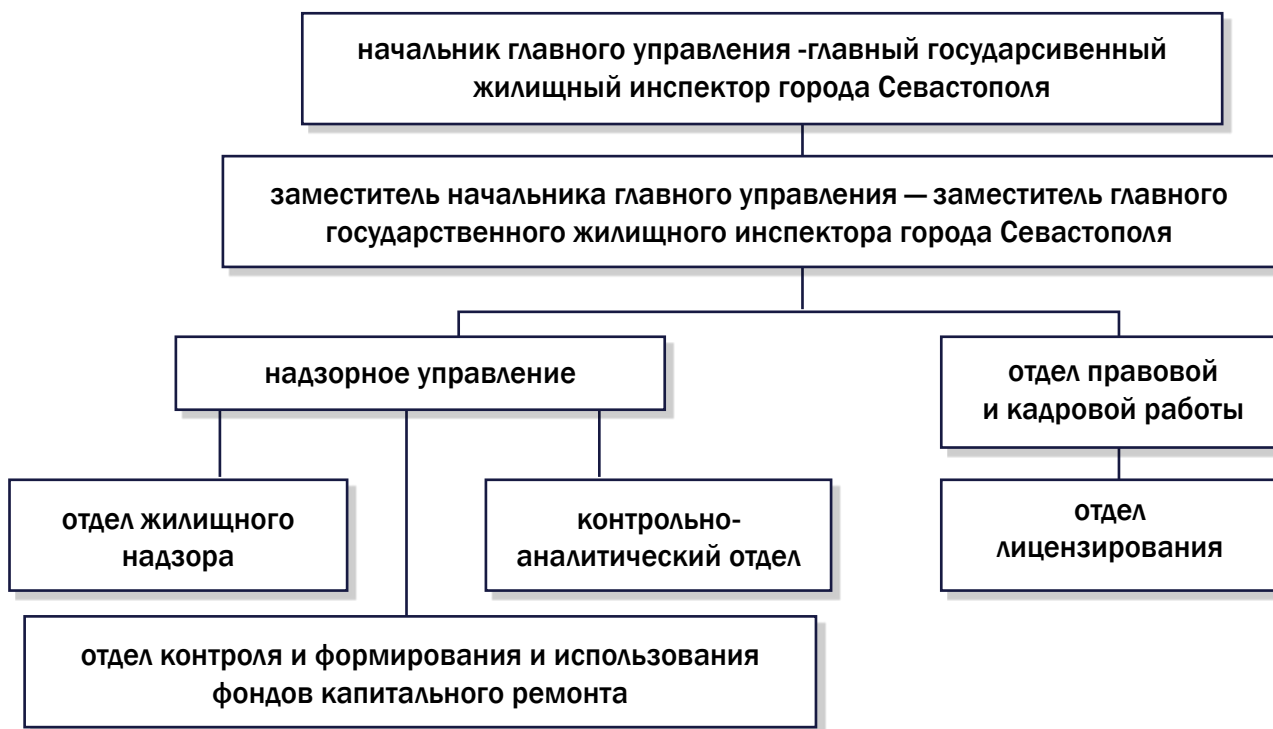 начальник главного управления -главный государсивенный
жилищный инспектор города Севастополя
заместитель начальника главного управления — заместитель главного
государственного жилищного инспектора города Севастополя
надзорное управление
отдел правовой
и кадровой работы
отдел жилищного
надзора
контрольно-
аналитический отдел
отдел
лицензирования
отдел контроля и формирования и использования
фондов капитального ремонта